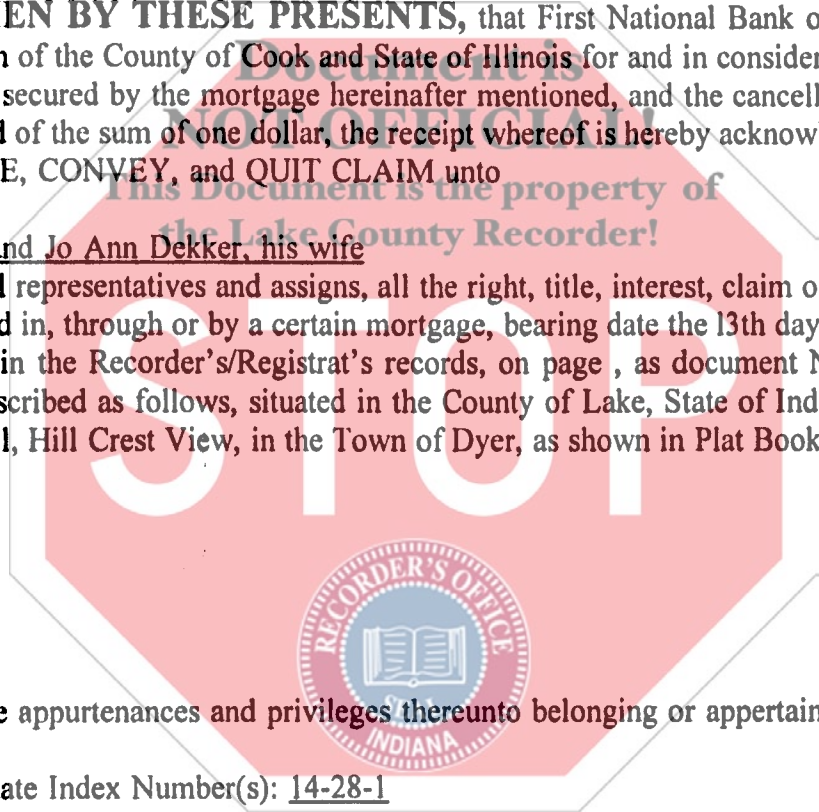 EN BY THESE PRESENTS, that First National Bank o
of the County of Cook and State of Illinois for and in consider
Document is
secured by the mortgage hereinafter mentioned, and the cancell
NOT OFFICIAL!
of the sum of one dollar, the receipt whereof is hereby acknow
E, CONVEY, and QUIT CLAIM unto
This Document is the property of
the Lake County Recorder!
nd Jo Ann Dekker, his wife
representatives and assigns, all the right, title, interest, claim o
d in, through or by a certain mortgage, bearing date the 13th day
in the Recorder's/Registrat's records, on page , as document N
scribed as follows, situated in the County of Lake, State of Ind
1, Hill Crest View, in the Town of Dyer, as shown in Plat Book
STOP
RECORDER'S OFFICE
SEAL
INDIANA
e appurtenances and privileges thereunto belonging or appertain
ate Index Number(s): 14-28-1